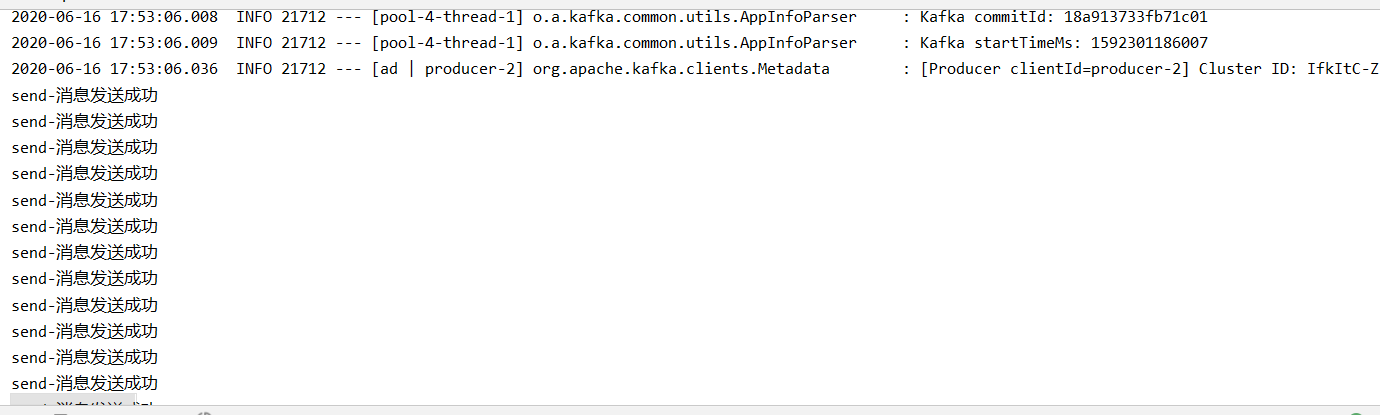 2020-06-16 17:53:06.008  INFO 21712 --- [pool-4-thread-1] o.a.kafka.common.utils.AppInfoParser     : Kafka commitId: 18a913733fb71c01
2020-06-16 17:53:06.009  INFO 21712 --- [pool-4-thread-1] o.a.kafka.common.utils.AppInfoParser     : Kafka startTimeMs: 1592301186007
2020-06-16 17:53:06.036  INFO 21712 --- [ad | producer-2] org.apache.kafka.clients.Metadata        : [Producer clientId=producer-2] Cluster ID: IfkItC-Z
send-消息发送成功
send-消息发送成功
send-消息发送成功
send-消息发送成功
send-消息发送成功
send-消息发送成功
send-消息发送成功
send-消息发送成功
send-消息发送成功
send-消息发送成功
send-消息发送成功
send-消息发送成功